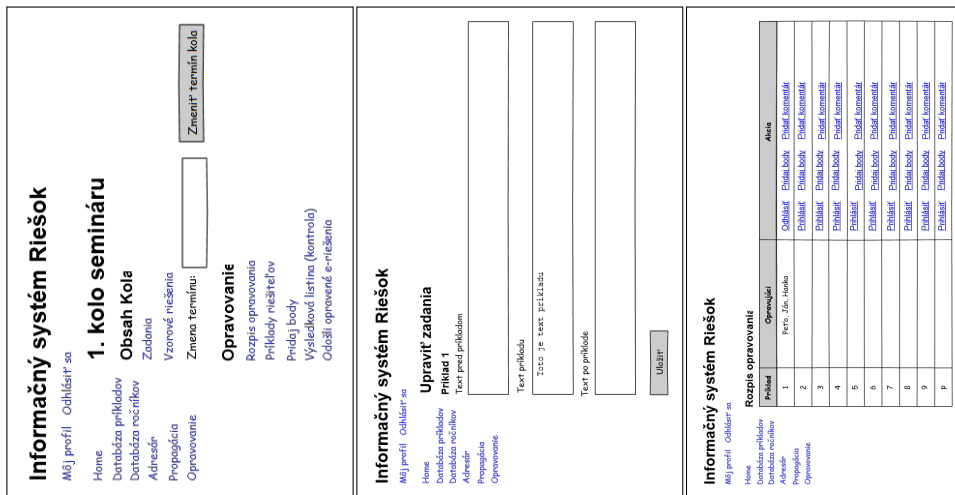 Informačný systém Riešok
Môj profil Odhlásiť sa
Home
Databáza príkladov
Databáza ročníkov
Adresár
Propagácia
Opravovanie
1. kolo semináru
Obsah Kola
Zadania
Vzorové riešenia
Zmena termínu:
Zmeniť termín kola
Opravovanie
Rozpis opravovania
Príklady riešiteľov
Pridaj body
Výsledková listina (kontrola)
Odošli opravené e-riešenia
Informačný systém Riešok
Môj profil Odhlásiť sa
Home
Databáza príkladov
Databáza ročníkov
Adresár
Propagácia
Opravovanie
Upraviť zadania
Príklad 1
Text pred príkladom
Text príkladu
Toto je text prikladu
Text po príklade
Uložiť
Informačný systém Riešok
Môj profil Odhlásiť sa
Home
Databáza príkladov
Databáza ročníkov
Adresár
Propagácia
Opravovanie
Rozpis opravovania
Príklad Opravujúci Akcia
1 Peťo, Ján, Hanka Odhlásiť Pridaj body Pridať komentár
2 Prihlásiť Pridaj body Pridať komentár
3 Prihlásiť Pridaj body Pridať komentár
4 Prihlásiť Pridaj body Pridať komentár
5 Prihlásiť Pridaj body Pridať komentár
6 Prihlásiť Pridaj body Pridať komentár
7 Prihlásiť Pridaj body Pridať komentár
8 Prihlásiť Pridaj body Pridať komentár
9 Prihlásiť Pridaj body Pridať komentár
P Prihlásiť Pridaj body Pridať komentár